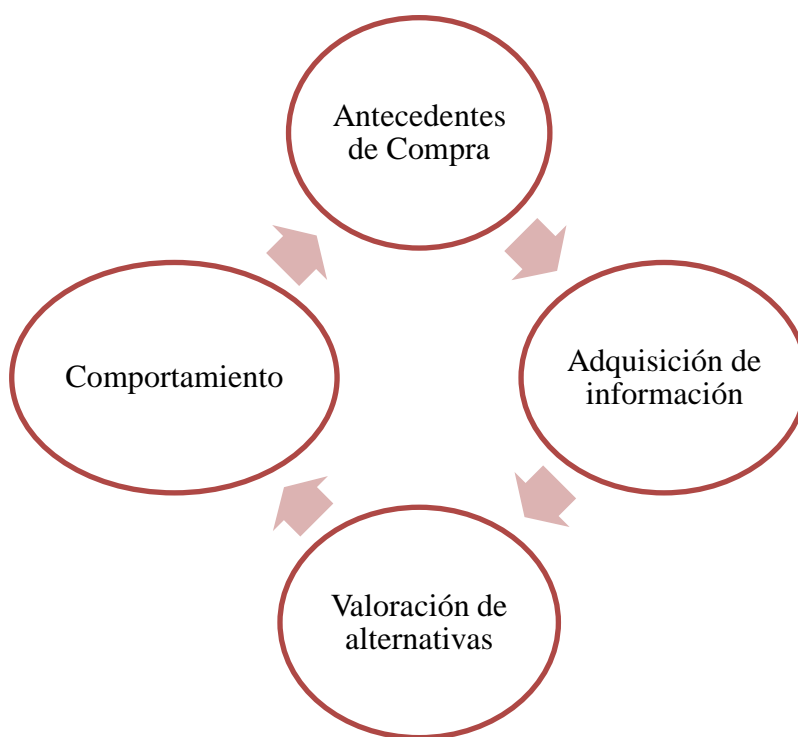 Antecedentes
de Compra
Adquisición de
información
Valoración de
alternativas
Comportamiento